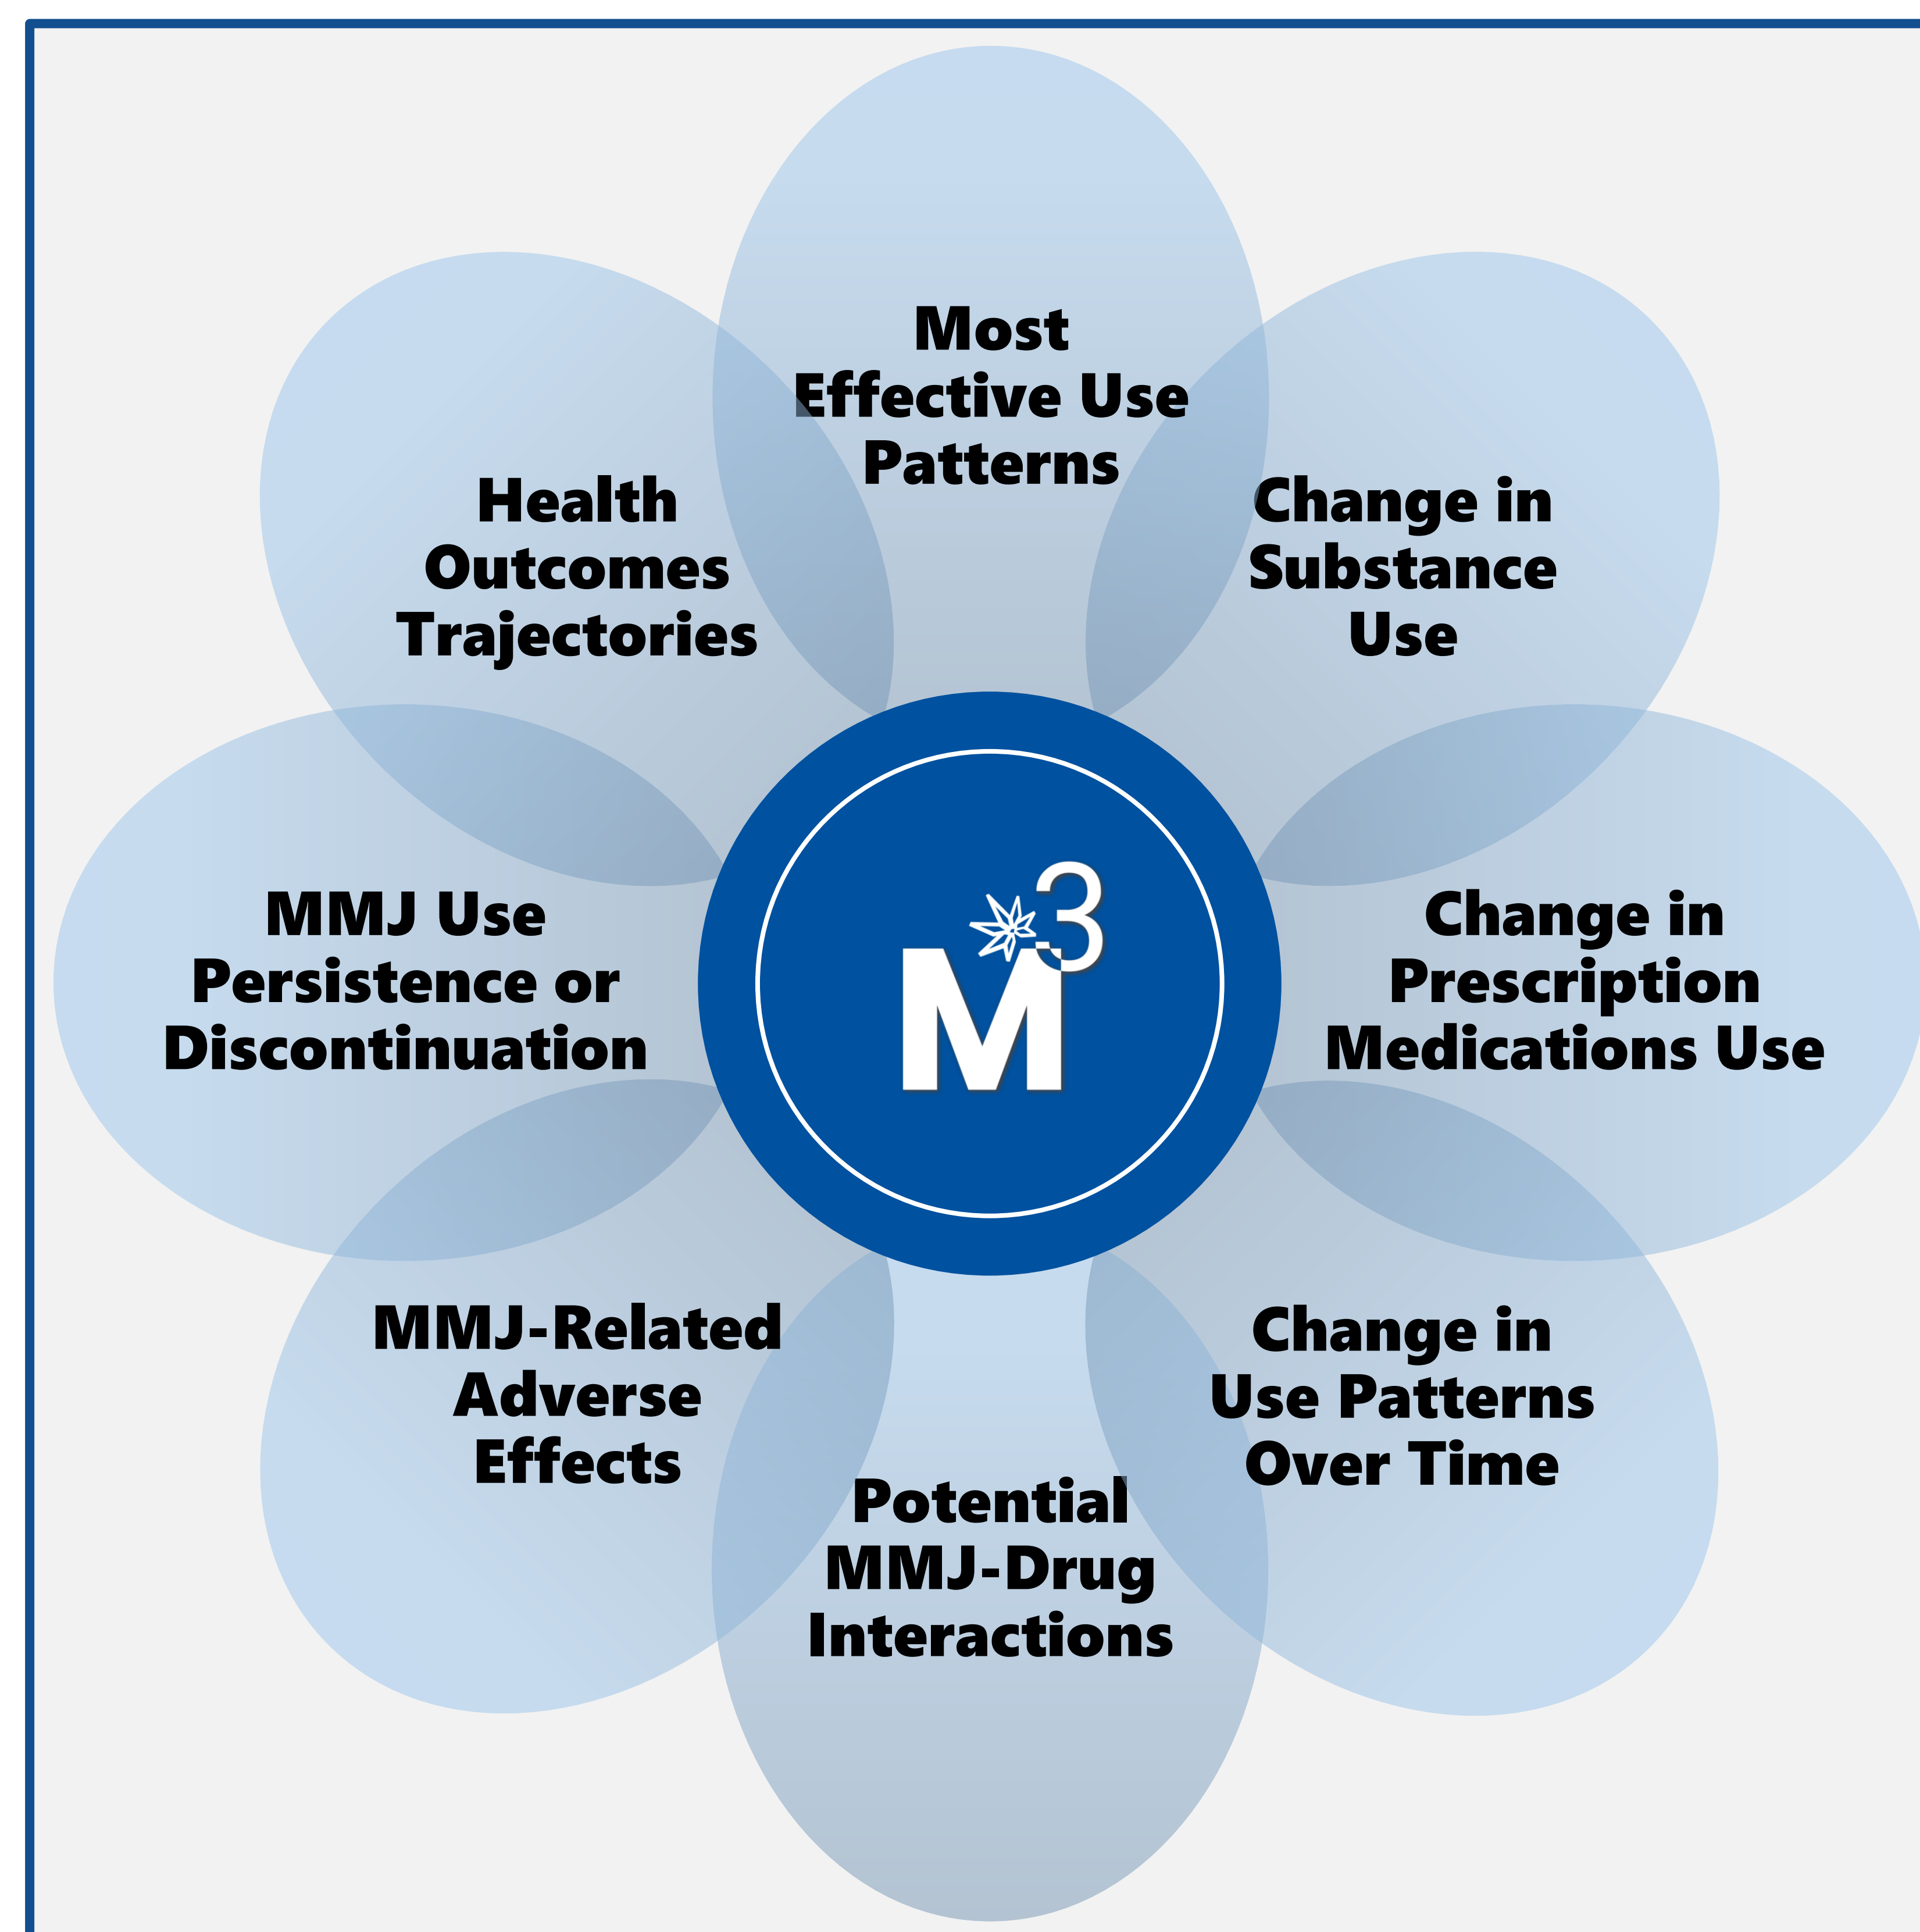 Most
Effective Use
Patterns
Change in
Substance
Use
Change in
Prescription
Medications Use
Change in
Use Patterns
Over Time
Potential
MMJ-Drug
Interactions
MMJ-Related
Adverse
Effects
MMJ Use
Persistence or
Discontinuation
Health
Outcomes
Trajectories
M3